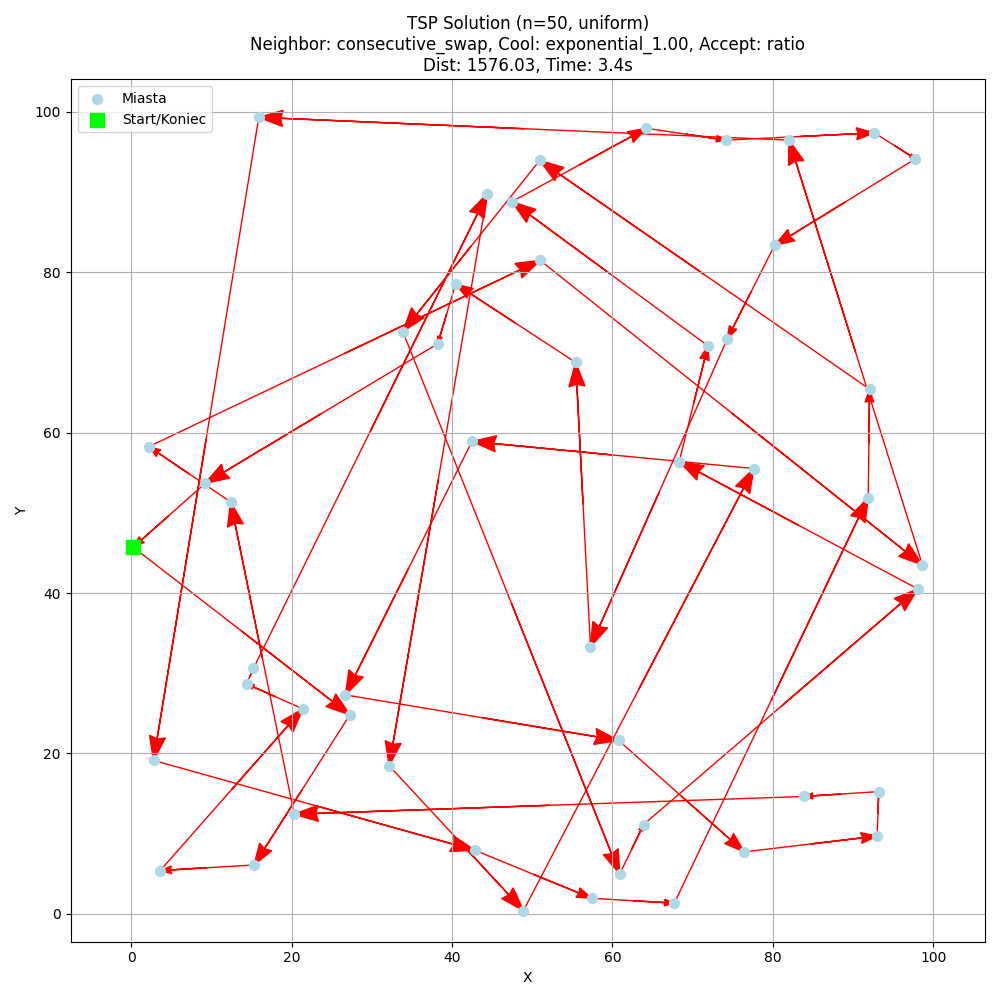 TSP Solution (n=50, uniform)
Neighbor: consecutive_swap, Cool: exponential_1.00, Accept: ratio
Dist: 1576.03, Time: 3.4s
Miasta
Start/Koniec
100
80
60
40
20
0
Y
0 20 40 60 80 100
X